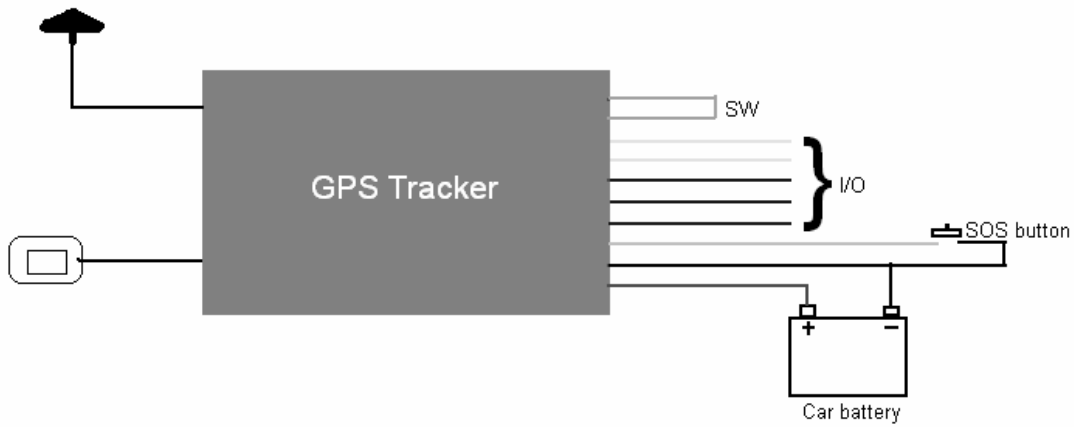 SW
GPS Tracker
I/O
SOS button
+ −
Car battery